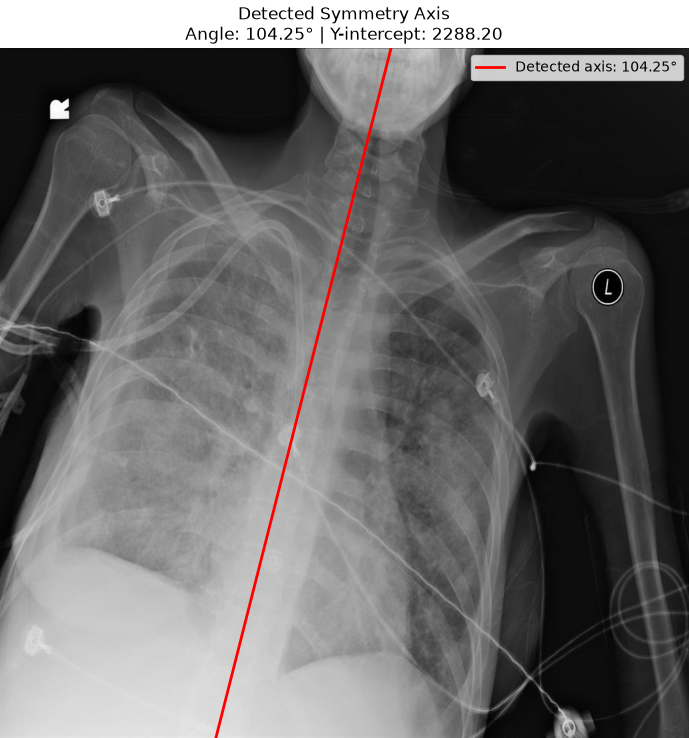 Detected Symmetry Axis
Angle: 104.25° | Y-intercept: 2288.20
Detected axis: 104.25°
R
L